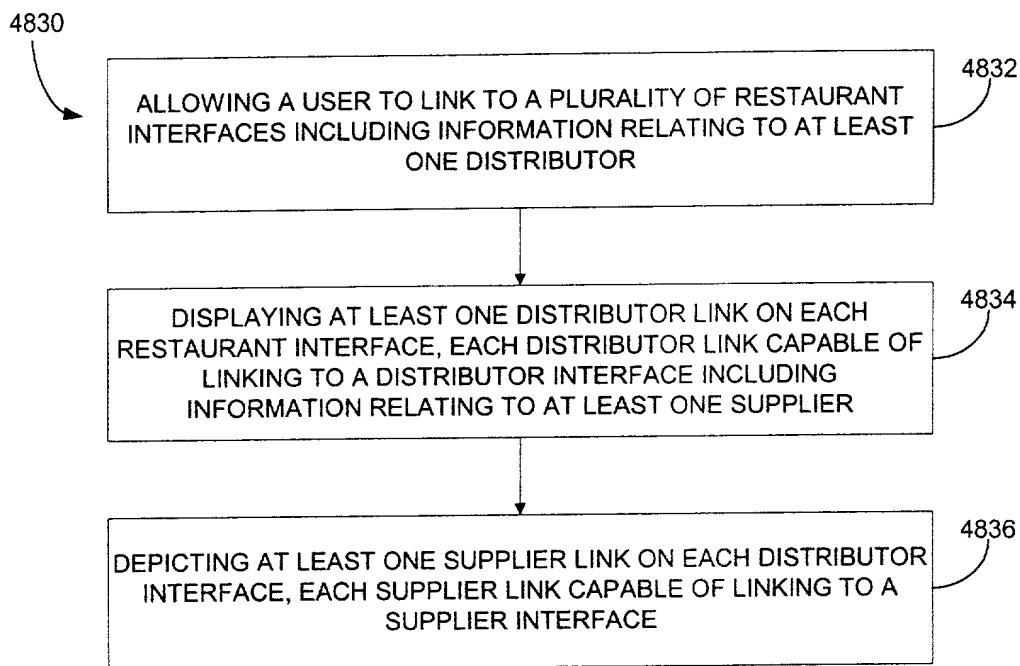 4830
4832
ALLOWING A USER TO LINK TO A PLURALITY OF RESTAURANT
INTERFACES INCLUDING INFORMATION RELATING TO AT LEAST
ONE DISTRIBUTOR
4834
DISPLAYING AT LEAST ONE DISTRIBUTOR LINK ON EACH
RESTAURANT INTERFACE, EACH DISTRIBUTOR LINK CAPABLE OF
LINKING TO A DISTRIBUTOR INTERFACE INCLUDING
INFORMATION RELATING TO AT LEAST ONE SUPPLIER
4836
DEPICTING AT LEAST ONE SUPPLIER LINK ON EACH DISTRIBUTOR
INTERFACE, EACH SUPPLIER LINK CAPABLE OF LINKING TO A
SUPPLIER INTERFACE